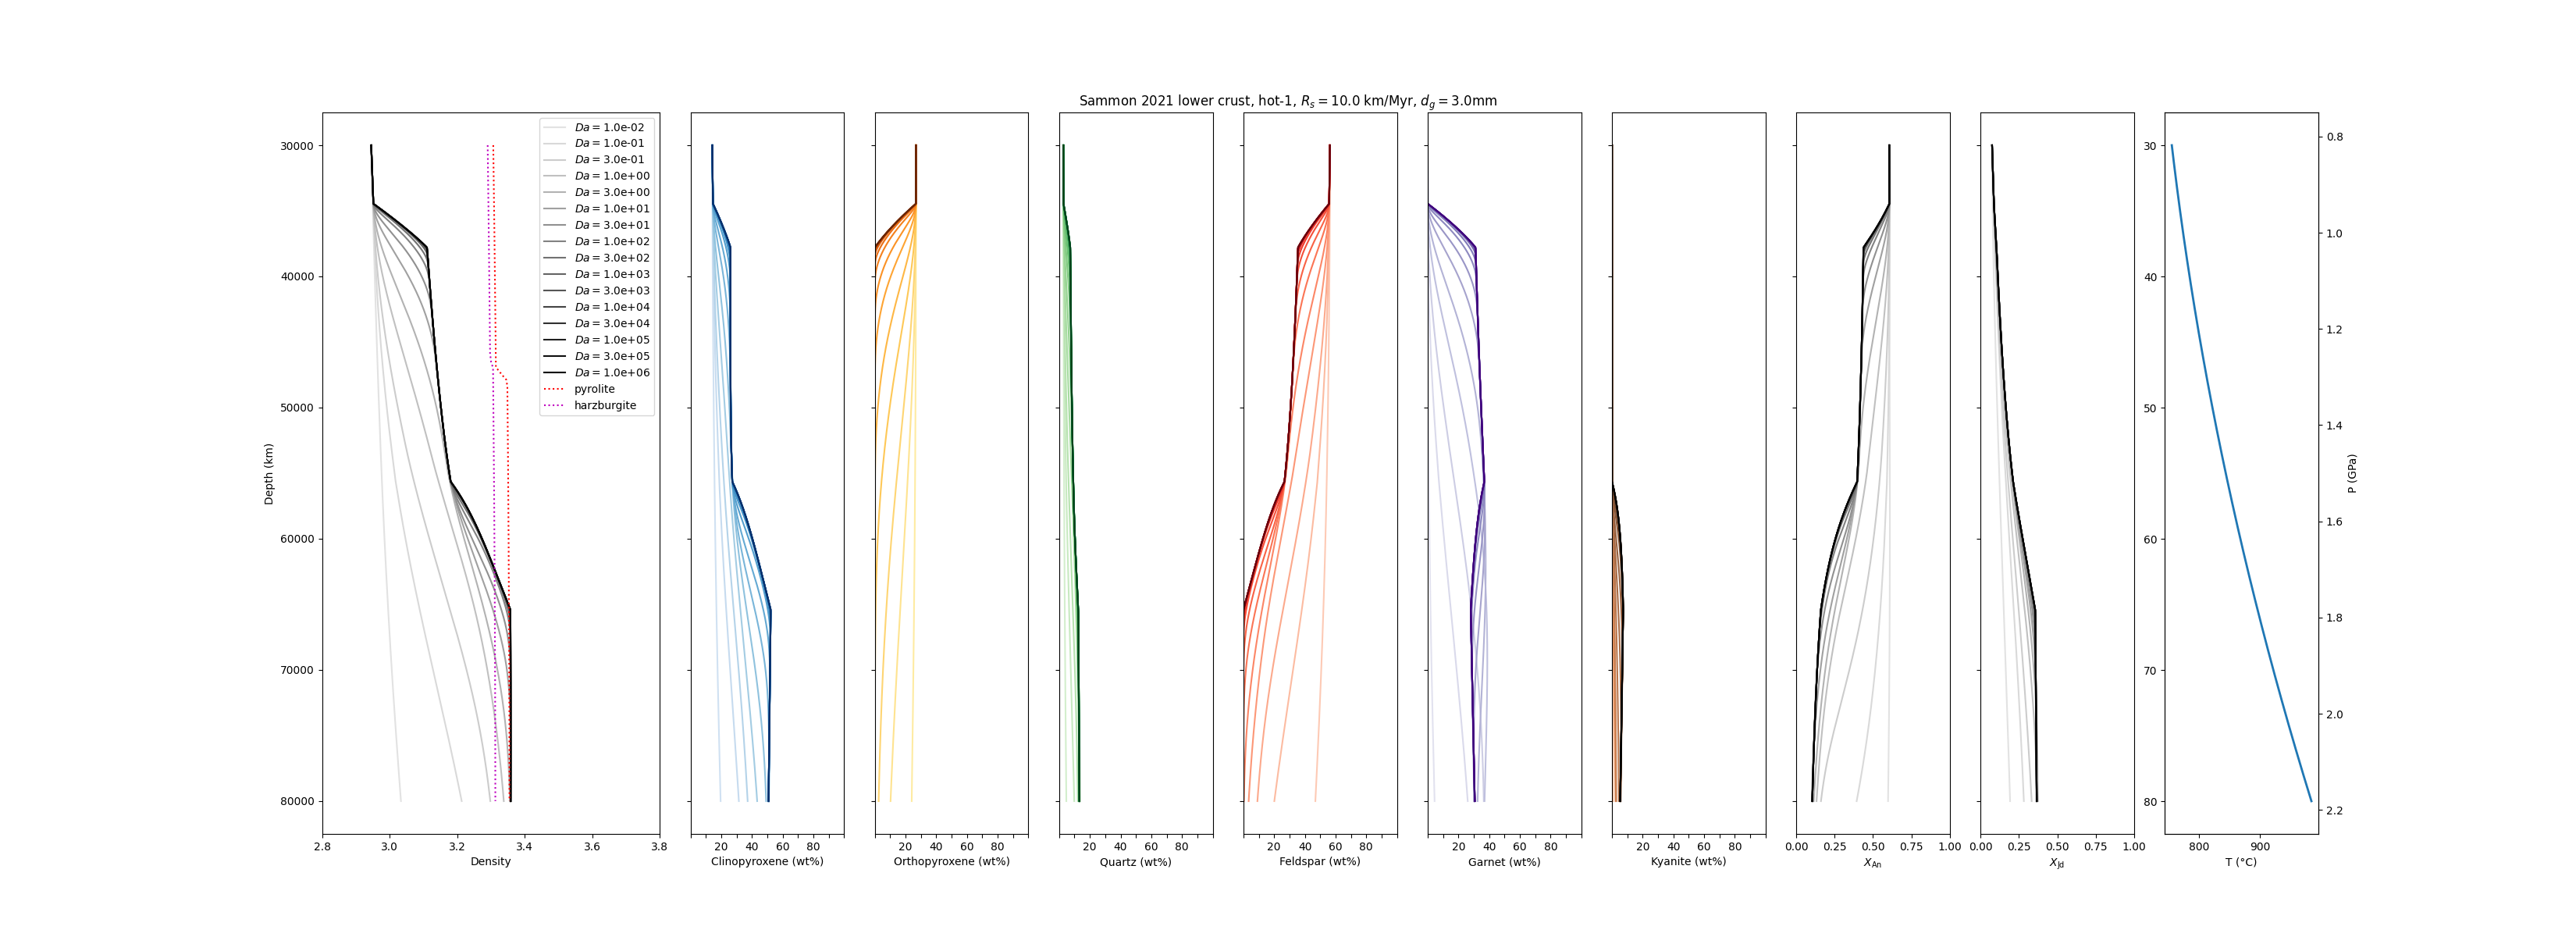 Sammon 2021 lower crust, hot-1, Rs = 10.0 km/Myr, dg = 3.0mm
Da = 1.0e-02
Da = 1.0e-01
Da = 3.0e-01
Da = 1.0e+00
Da = 3.0e+00
Da = 1.0e+01
Da = 3.0e+01
Da = 1.0e+02
Da = 3.0e+02
Da = 1.0e+03
Da = 3.0e+03
Da = 1.0e+04
Da = 3.0e+04
Da = 1.0e+05
Da = 3.0e+05
Da = 1.0e+06
pyrolite
harzburgite
Depth (km)
30000
40000
50000
60000
70000
80000
2.8 3.0 3.2 3.4 3.6 3.8
Density
20 40 60 80
Clinopyroxene (wt%)
20 40 60 80
Orthopyroxene (wt%)
20 40 60 80
Quartz (wt%)
20 40 60 80
Feldspar (wt%)
20 40 60 80
Garnet (wt%)
20 40 60 80
Kyanite (wt%)
0.00 0.25 0.50 0.75 1.00
XAn
0.00 0.25 0.50 0.75 1.00
XJd
30
40
50
60
70
80
800 900
T (°C)
0.8
1.0
1.2
1.4
1.6
1.8
2.0
2.2
P (GPa)